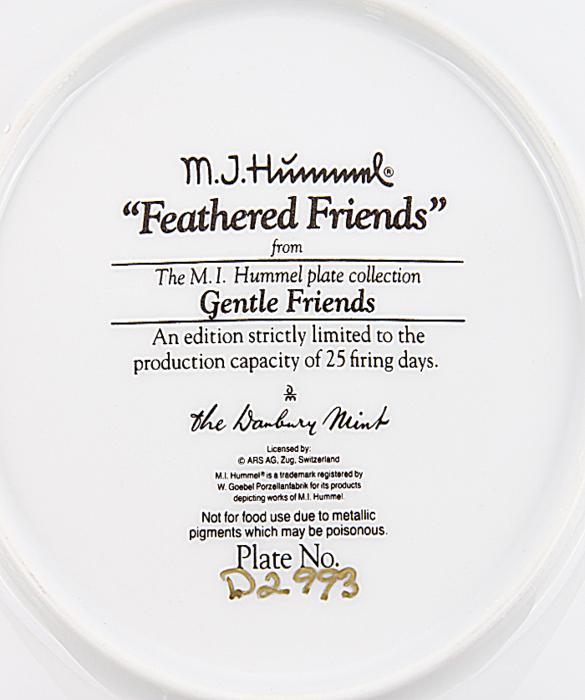 M.J.Hummel®
“Feathered Friends”
from
The M.I. Hummel plate collection
Gentle Friends
An edition strictly limited to the
production capacity of 25 firing days.
DM
the Danbury Mint
Licensed by:
© ARS AG, Zug, Switzerland
M.I. Hummel® is a trademark registered by
W. Goebel Porzellanfabrik for its products
depicting works of M.I. Hummel.
Not for food use due to metallic
pigments which may be poisonous.
Plate No.
D2993